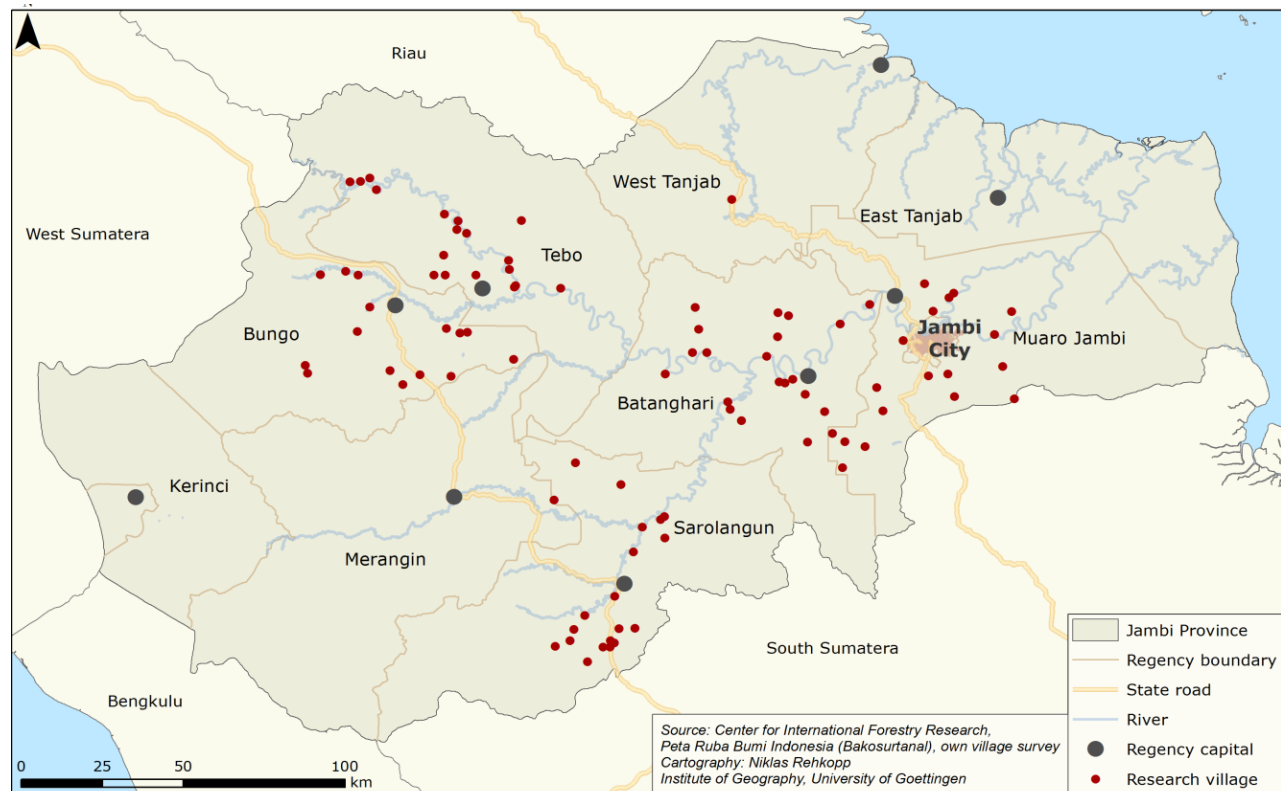 N
Riau
West Tanjab
East Tanjab
West Sumatera
Tebo
Bungo
Jambi
City
Muaro Jambi
Batanghari
Kerinci
Sarolangun
Merangin
South Sumatera
Bengkulu
Jambi Province
Regency boundary
State road
River
Regency capital
Research village
Source: Center for International Forestry Research,
Peta Ruba Bumi Indonesia (Bakosurtanal), own village survey
Cartography: Niklas Rehkopp
Institute of Geography, University of Goettingen
0 25 50 100
km